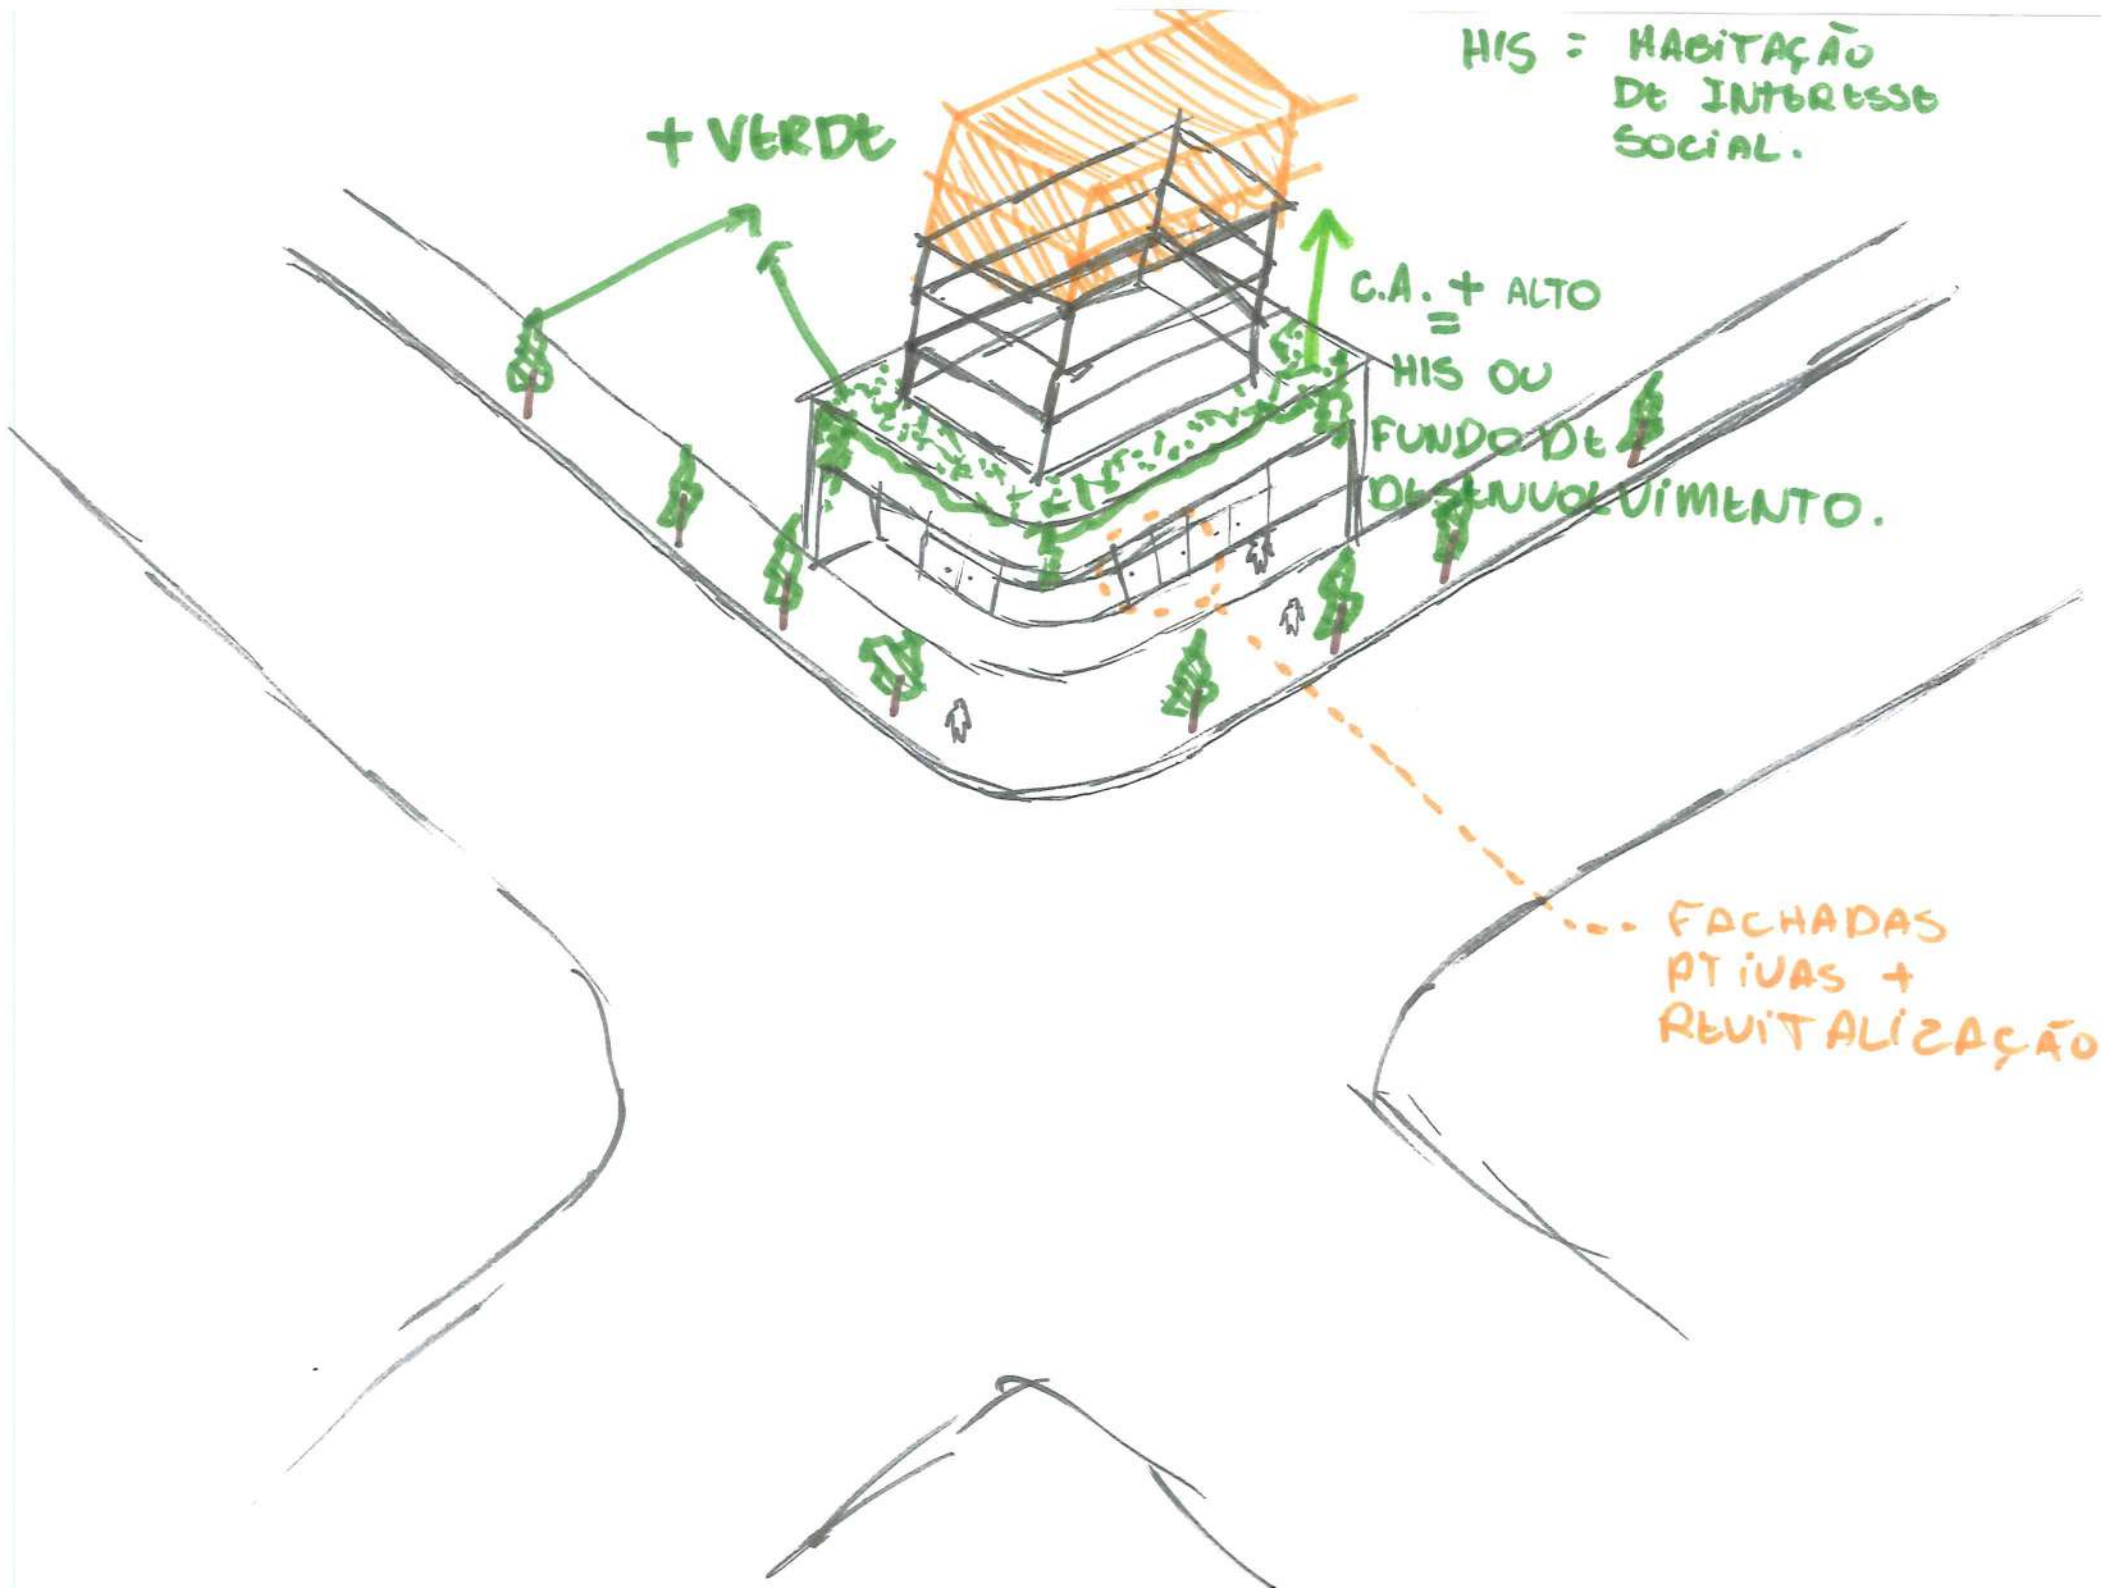 HIS = HABITAÇÃO
DE INTERESSE
SOCIAL.
+ VERDE
C.A. + ALTO
=
HIS OU
FUNDO DE
DESENVOLVIMENTO.
... FACHADAS
ATIVAS +
REVITALIZAÇÃO